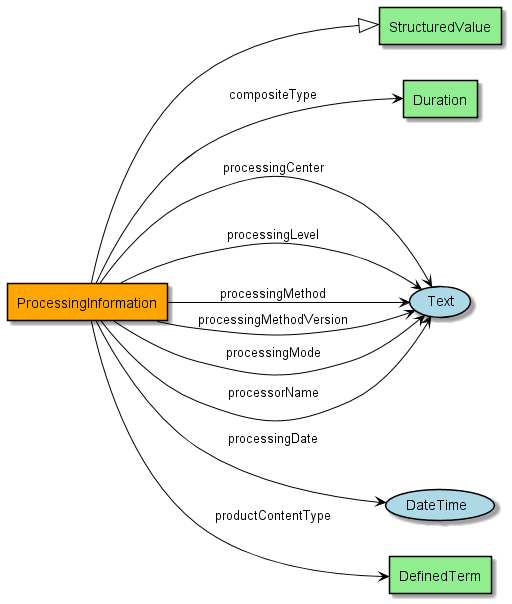 StructuredValue
compositeType
Duration
processingCenter
processingLevel
processingMethod
ProcessingInformation
Text
processingMethodVersion
processingMode
processorName
processingDate
DateTime
productContentType
DefinedTerm